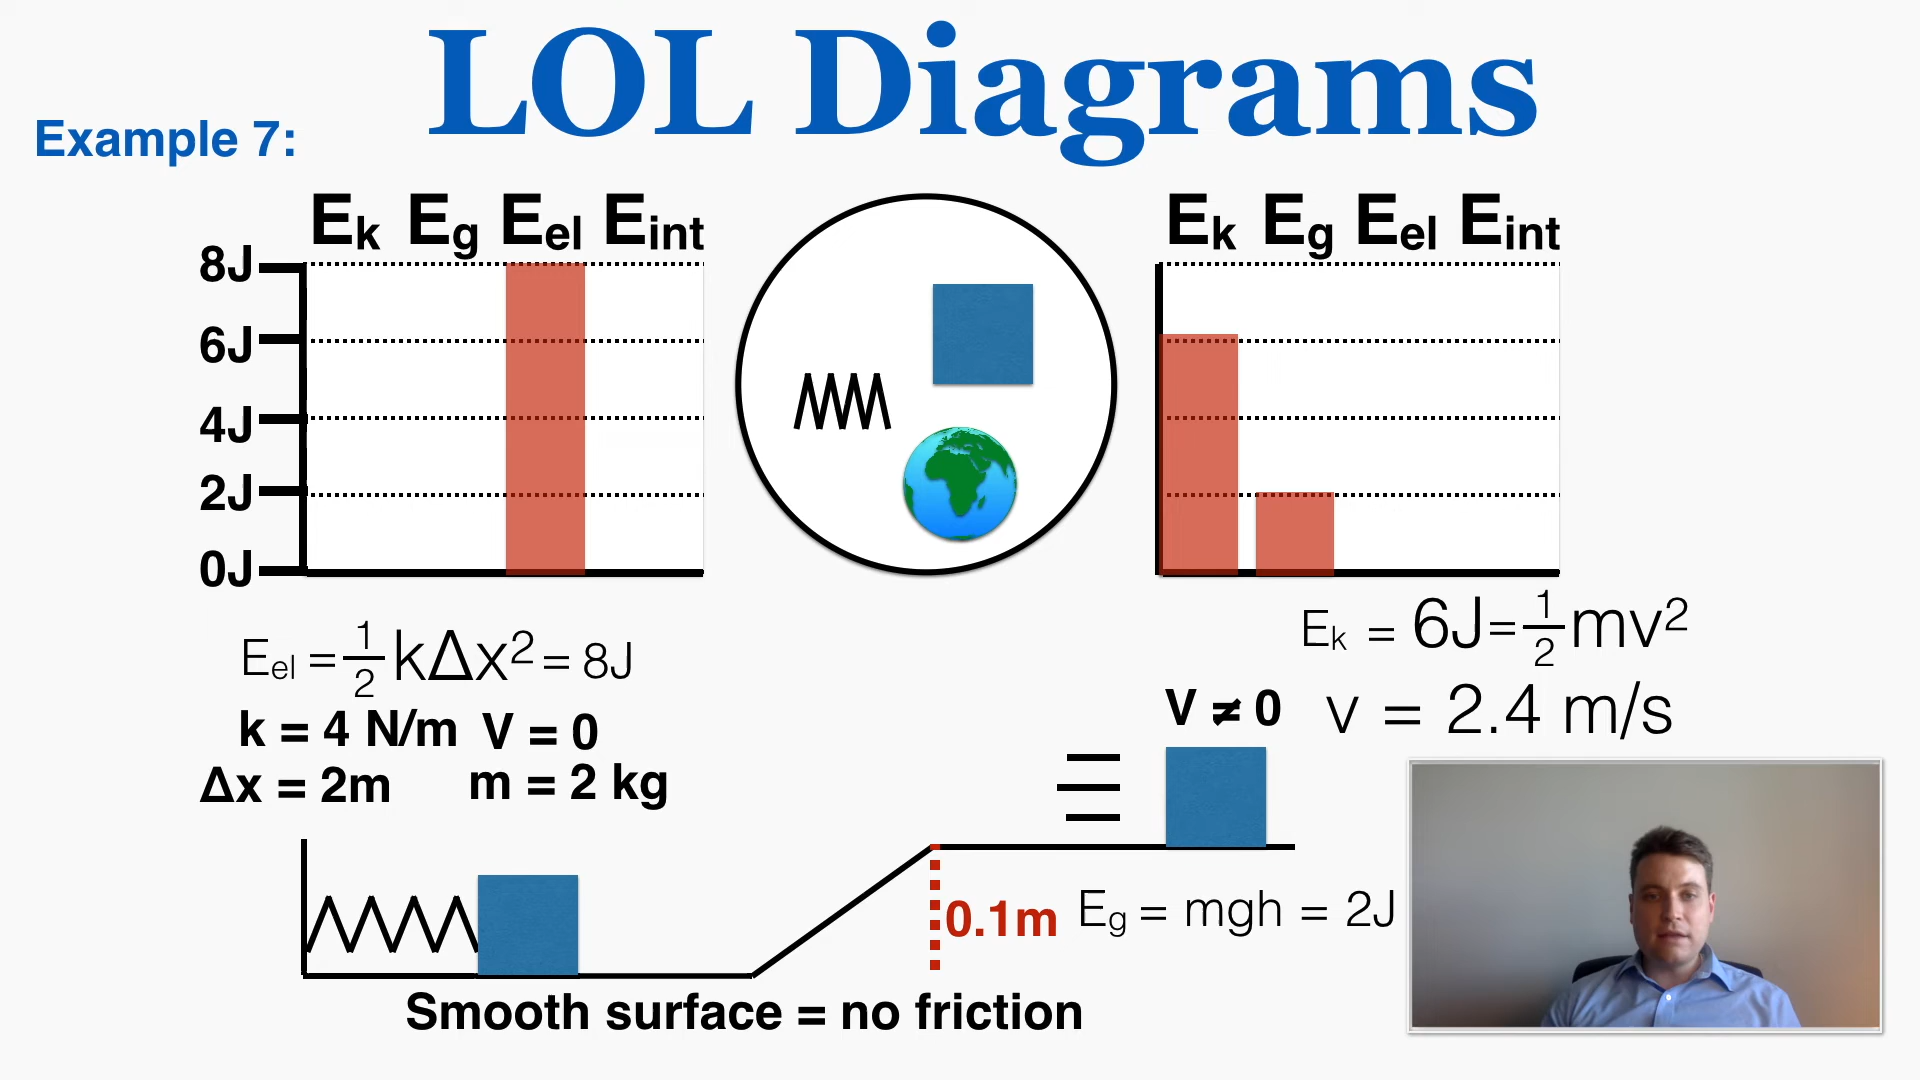 LOL Diagrams
Example 7:
Ek Eg Eel Eint
8J
6J
4J
2J
0J
Ek Eg Eel Eint
Eel = 1/2 kΔx² = 8J
k = 4 N/m V = 0
Δx = 2m m = 2 kg
Ek = 6J = 1/2 mv²
V ≠ 0 v = 2.4 m/s
0.1m Eg = mgh = 2J
Smooth surface = no friction